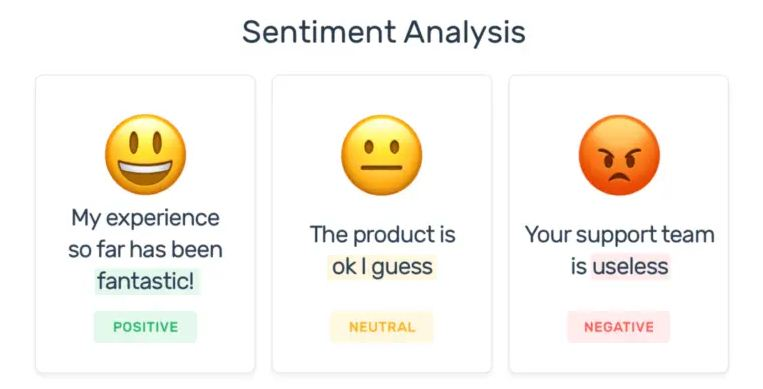 Sentiment Analysis
My experience
so far has been
fantastic!
POSITIVE
The product is
ok I guess
NEUTRAL
Your support team
is useless
NEGATIVE